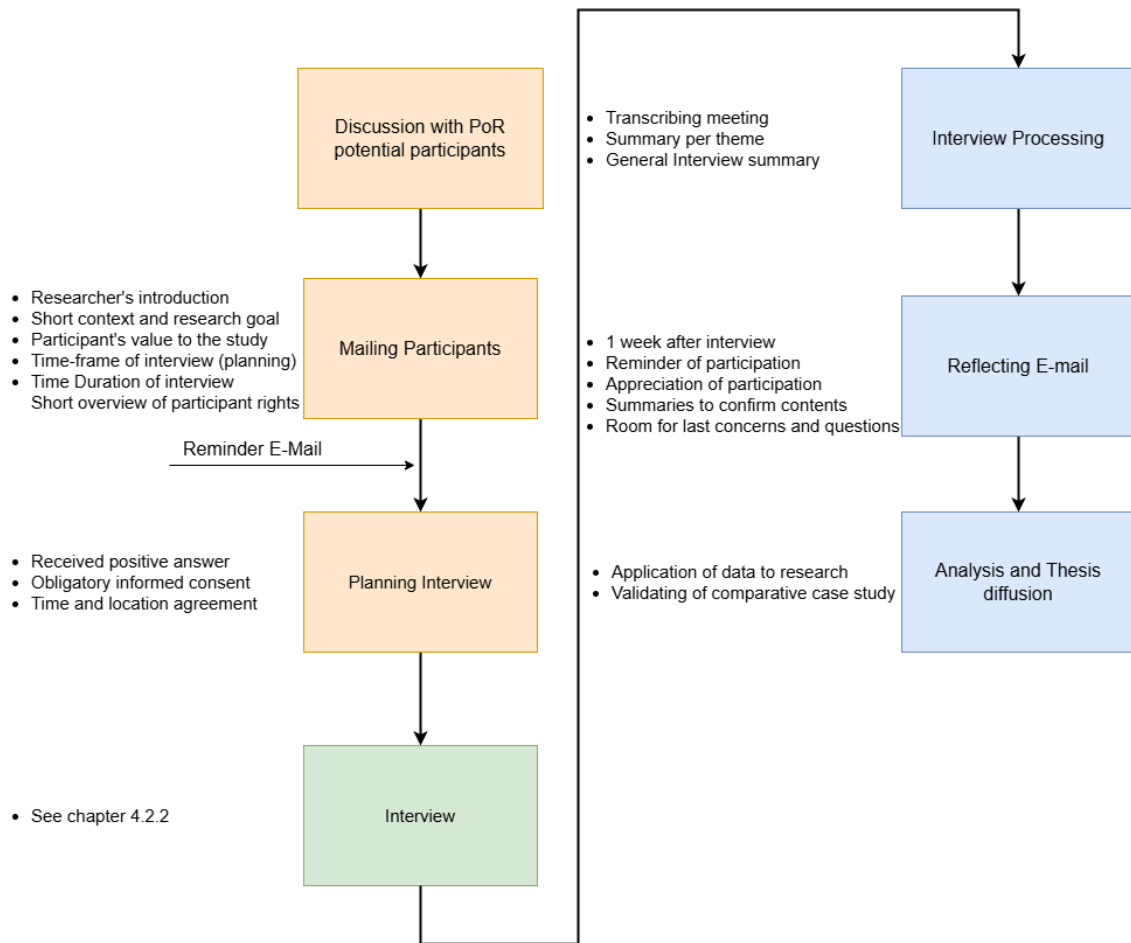 Discussion with PoR
potential participants
• Researcher's introduction
• Short context and research goal
• Participant's value to the study
• Time-frame of interview (planning)
• Time Duration of interview
Short overview of participant rights
Mailing Participants
Reminder E-Mail
• Received positive answer
• Obligatory informed consent
• Time and location agreement
Planning Interview
• See chapter 4.2.2
Interview
• Transcribing meeting
• Summary per theme
• General Interview summary
Interview Processing
• 1 week after interview
• Reminder of participation
• Appreciation of participation
• Summaries to confirm contents
• Room for last concerns and questions
Reflecting E-mail
• Application of data to research
• Validating of comparative case study
Analysis and Thesis
diffusion